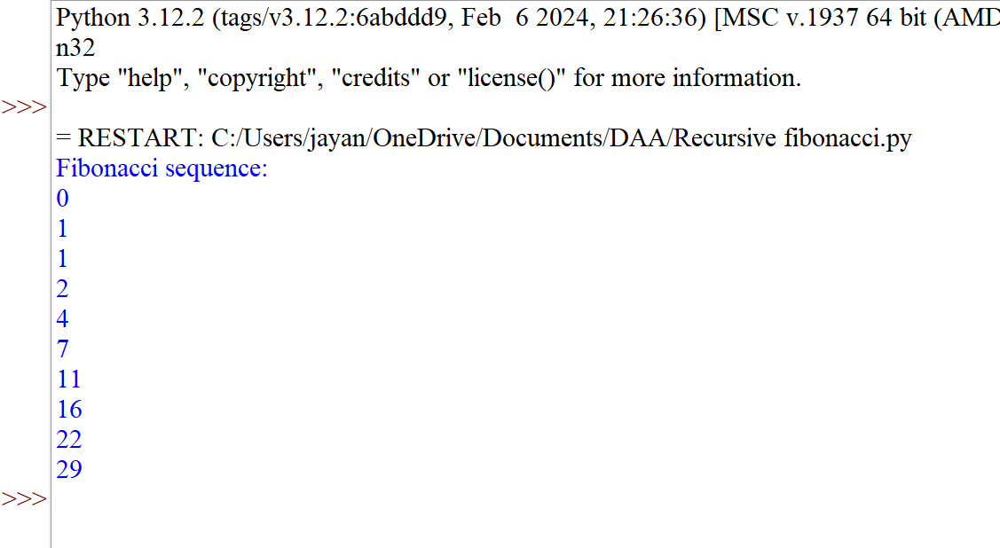 Python 3.12.2 (tags/v3.12.2:6abddd9, Feb  6 2024, 21:26:36) [MSC v.1937 64 bit (AMD
n32
Type "help", "copyright", "credits" or "license()" for more information.
>>>
= RESTART: C:/Users/jayan/OneDrive/Documents/DAA/Recursive fibonacci.py
Fibonacci sequence:
0
1
1
2
4
7
11
16
22
29
>>>